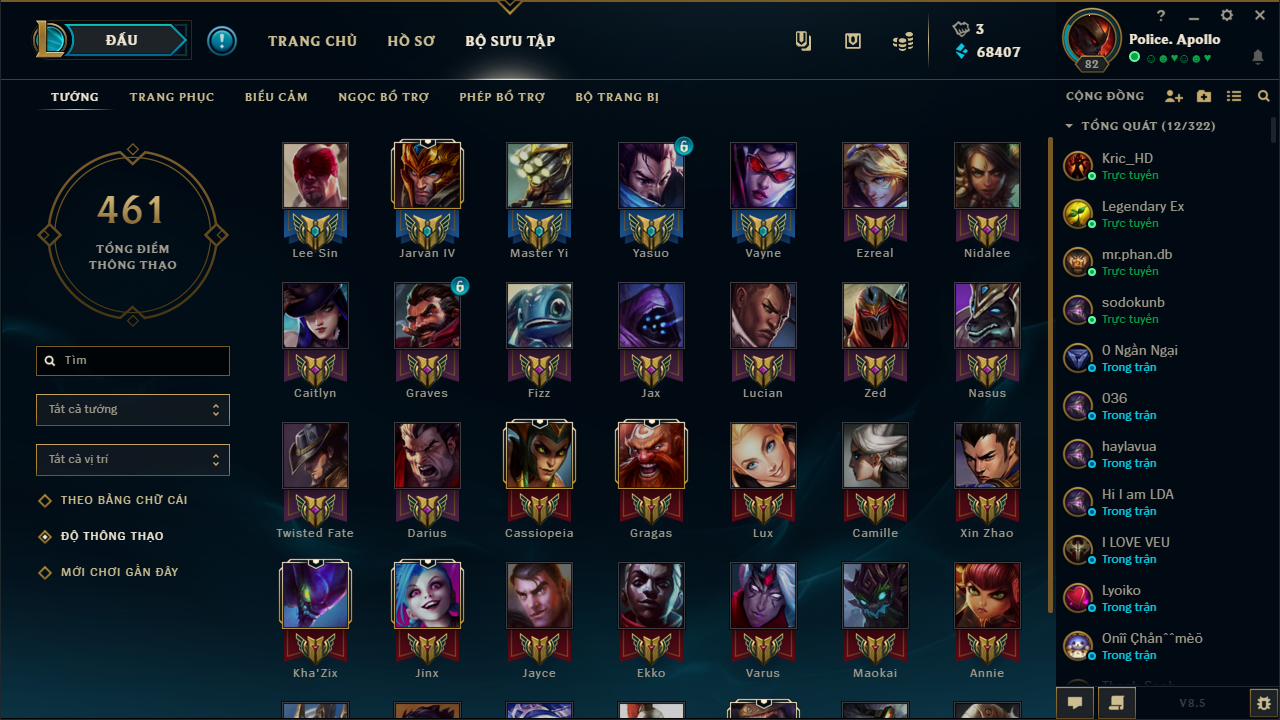 ĐẤU
TRANG CHỦ
HỒ SƠ
BỘ SƯU TẬP
3
68407
82
Police. Apollo
TƯỚNG
TRANG PHỤC
BIỂU CẢM
NGỌC BỔ TRỢ
PHÉP BỔ TRỢ
BỘ TRANG BỊ
461
TỔNG ĐIỂM
THÔNG THẠO
Tìm
Tất cả tướng
Tất cả vị trí
THEO BẢNG CHỮ CÁI
ĐỘ THÔNG THẠO
MỚI CHƠI GẦN ĐÂY
6
Lee Sin
Jarvan IV
Master Yi
Yasuo
Vayne
Ezreal
Nidalee
6
Caitlyn
Graves
Fizz
Jax
Lucian
Zed
Nasus
Twisted Fate
Darius
Cassiopeia
Gragas
Lux
Camille
Xin Zhao
Kha'Zix
Jinx
Jayce
Ekko
Varus
Maokai
Annie
CỘNG ĐỒNG
TỔNG QUÁT (12/322)
Kric_HD
Trực tuyến
Legendary Ex
Trực tuyến
mr.phan.db
Trực tuyến
sodokunb
Trực tuyến
0 Ngần Ngại
Trong trận
036
Trong trận
haylavua
Trong trận
Hi I am LDA
Trong trận
I LOVE VEU
Trong trận
Lyoiko
Trong trận
Onîî Çhånˆˆmèö
Trong trận
V8.5